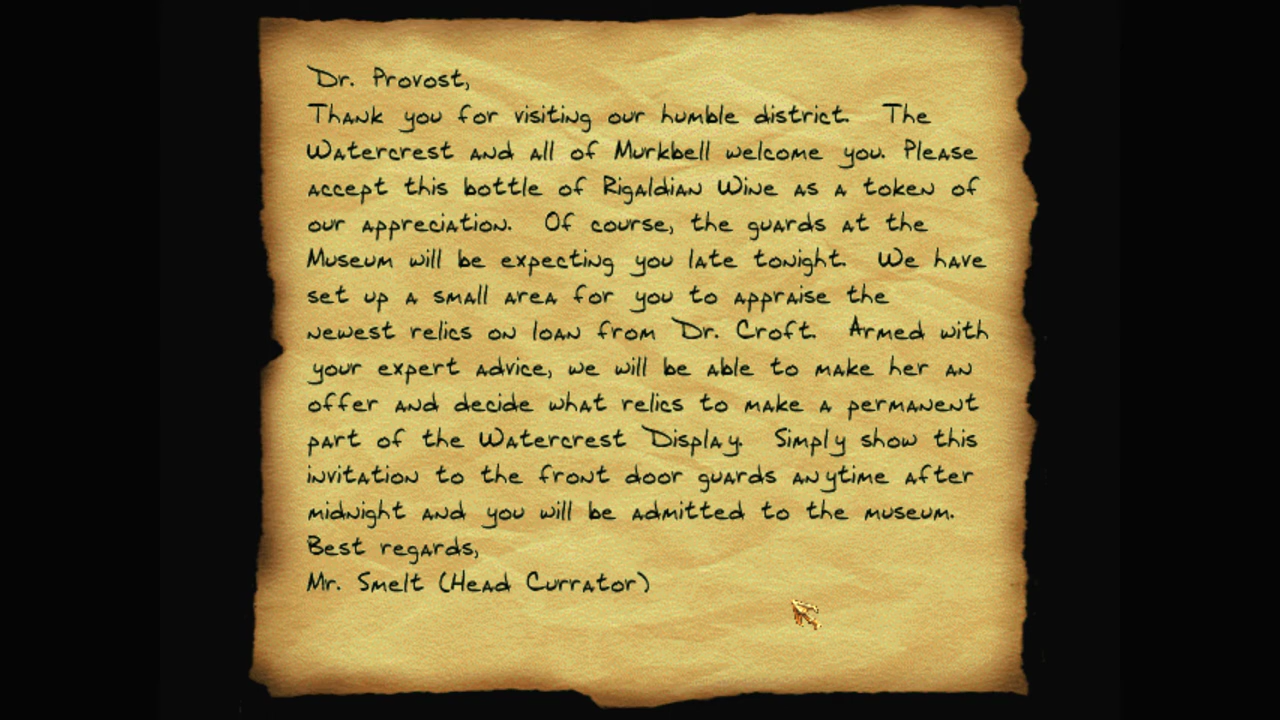 Dr. Provost,
Thank you for visiting our humble district. The
Watercrest and all of Murkbell welcome you. Please
accept this bottle of Rigaldian Wine as a token of
our appreciation. Of course, the guards at the
Museum will be expecting you late tonight. We have
set up a small area for you to appraise the
newest relics on loan from Dr. Croft. Armed with
your expert advice, we will be able to make her an
offer and decide what relics to make a permanent
part of the Watercrest Display. Simply show this
invitation to the front door guards anytime after
midnight and you will be admitted to the museum.
Best regards,
Mr. Smelt (Head Currator)